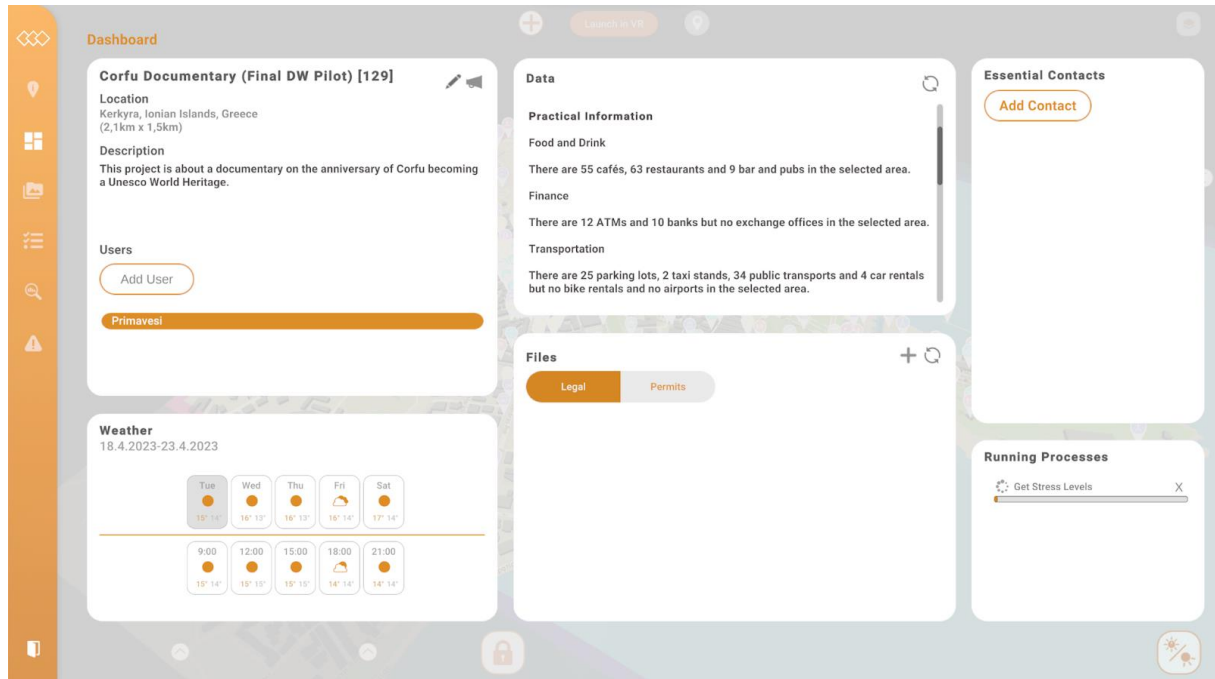 Launch in VR
Dashboard
Corfu Documentary (Final DW Pilot) [129]
Location
Kerkyra, Ionian Islands, Greece
(2,1km x 1,5km)
Description
This project is about a documentary on the anniversary of Corfu becoming
a Unesco World Heritage.
Users
Add User
Primavesi
Weather
18.4.2023-23.4.2023
Tue Wed Thu Fri Sat
15° 14° 16° 13° 16° 13° 16° 14° 17° 14°
9:00 12:00 15:00 18:00 21:00
15° 14° 15° 15° 15° 15° 14° 14° 14° 14°
Data
Practical Information
Food and Drink
There are 55 cafés, 63 restaurants and 9 bar and pubs in the selected area.
Finance
There are 12 ATMs and 10 banks but no exchange offices in the selected area.
Transportation
There are 25 parking lots, 2 taxi stands, 34 public transports and 4 car rentals
but no bike rentals and no airports in the selected area.
Files
Legal Permits
Essential Contacts
Add Contact
Running Processes
Get Stress Levels X